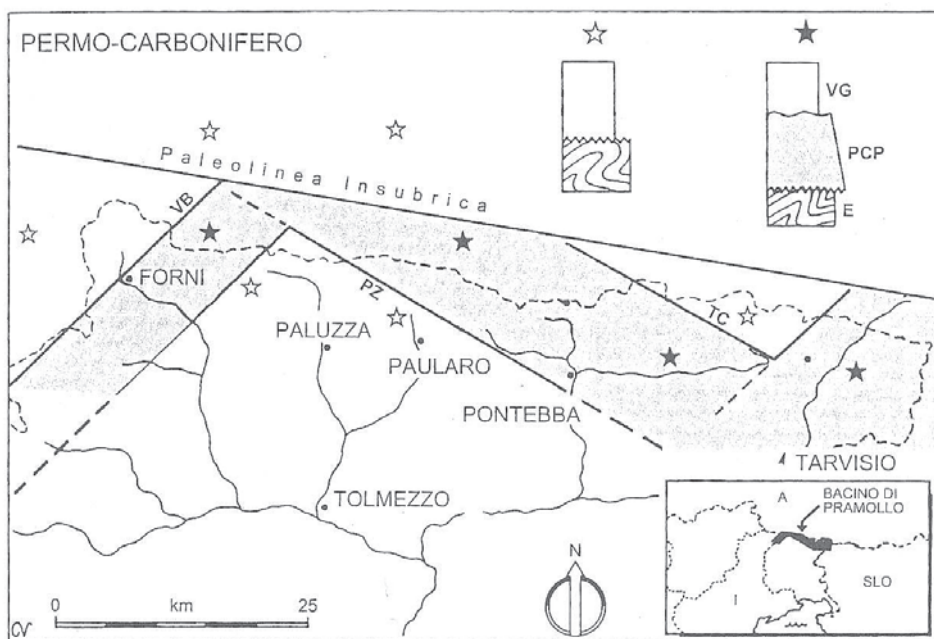 PERMO-CARBONIFERO
VG
PCP
E
Paleolinea Insubrica
VB
FORNI
PZ
TC
PALUZZA
PAULARO
PONTEBBA
TARVISIO
TOLMEZZO
A
BACINO DI
PRAMOLLO
SLO
I
N
0 km 25